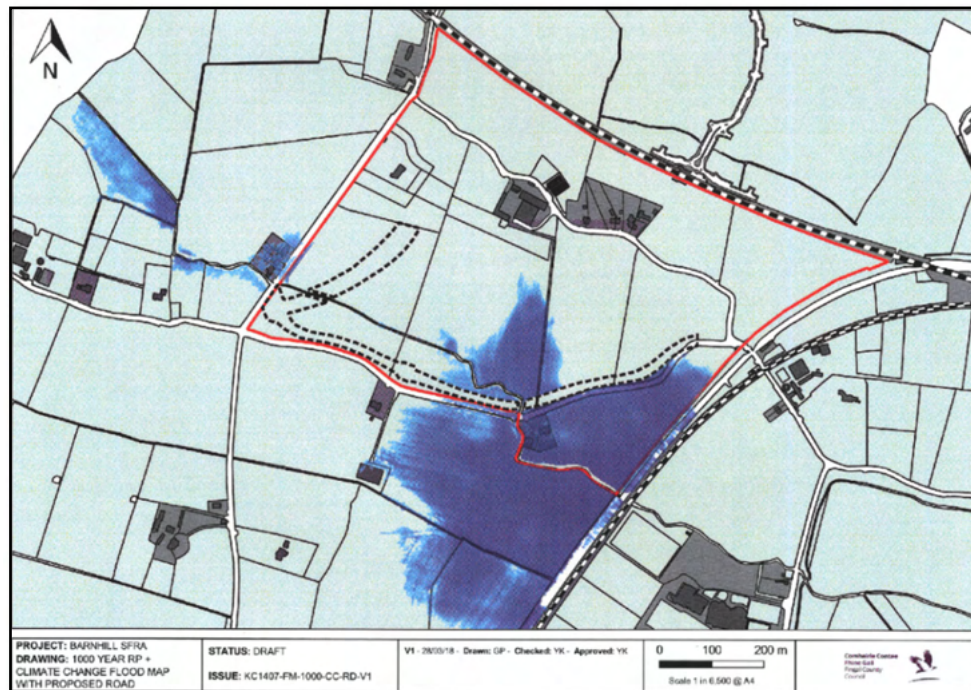 N
PROJECT: BARNHILL SFRA
DRAWING: 1000 YEAR RP +
CLIMATE CHANGE FLOOD MAP
WITH PROPOSED ROAD
STATUS: DRAFT
ISSUE: KC1407-FM-1000-CC-RD-V1
V1 - 28/03/18 - Drawn: GP - Checked: YK - Approved: YK
0 100 200 m
Scale 1 in 6,500 @ A4
Comhairle Contae
Fhine Gall
Fingal County
Council